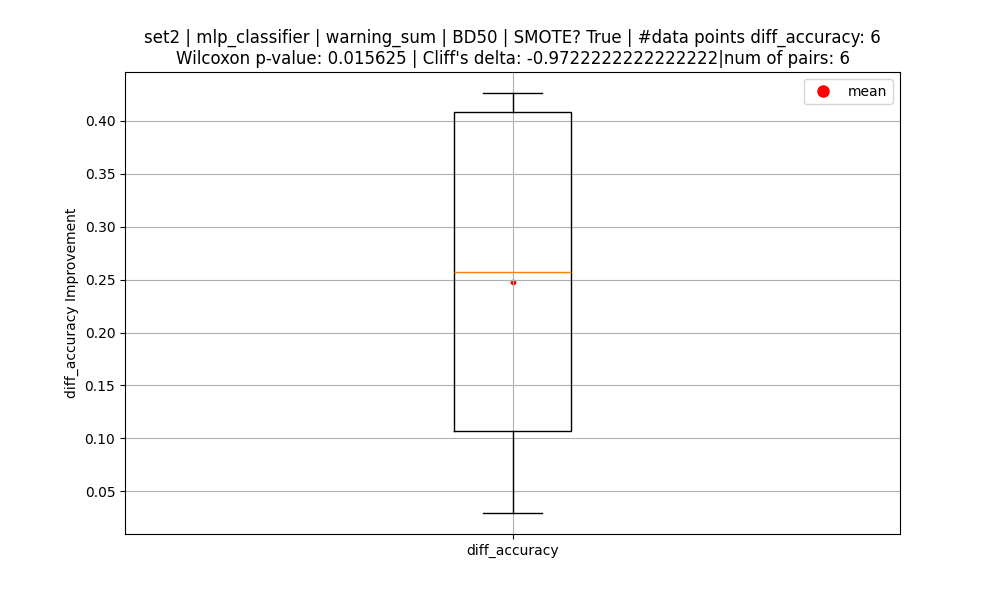 set2 | mlp_classifier | warning_sum | BD50 | SMOTE? True | #data points diff_accuracy: 6
Wilcoxon p-value: 0.015625 | Cliff's delta: -0.9722222222222222|num of pairs: 6
mean
0.40
0.35
0.30
0.25
0.20
0.15
0.10
0.05
diff_accuracy Improvement
diff_accuracy